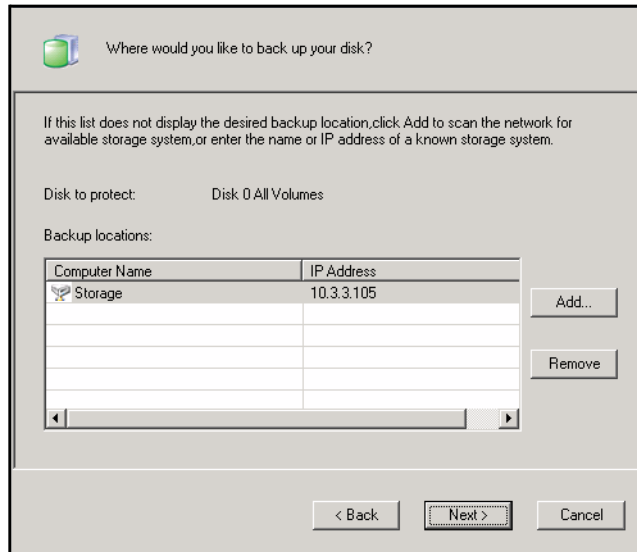 Where would you like to back up your disk?
If this list does not display the desired backup location,click Add to scan the network for
available storage system,or enter the name or IP address of a known storage system.
Disk to protect: Disk 0 All Volumes
Backup locations:
Computer Name IP Address
Storage 10.3.3.105
Add...
Remove
< Back Next > Cancel